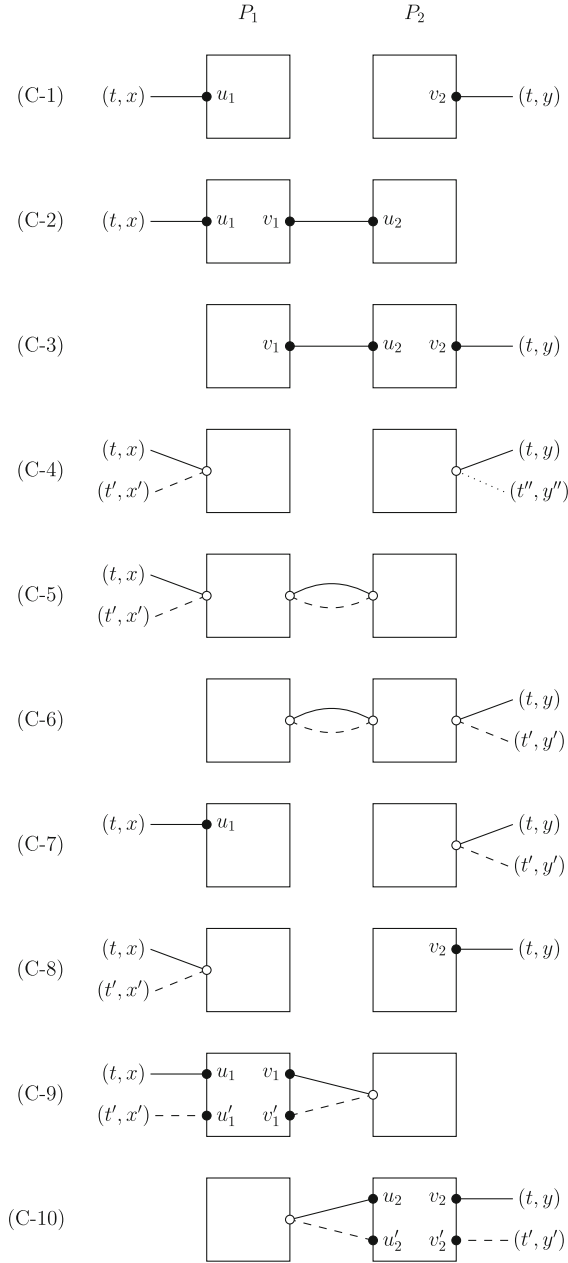 P₁ P₂
(C-1) (t, x) u₁ v₂ (t, y)
(C-2) (t, x) u₁ v₁ u₂
(C-3) v₁ u₂ v₂ (t, y)
(t, x) (t, y)
(C-4)
(t′, x′) (t″, y″)
(t, x)
(C-5)
(t′, x′)
(t, y)
(C-6)
(t′, y′)
(t, x) u₁ (t, y)
(C-7)
(t′, y′)
(t, x) v₂ (t, y)
(C-8)
(t′, x′)
(t, x) u₁ v₁
(C-9)
(t′, x′) u′₁ v′₁
u₂ v₂ (t, y)
(C-10)
u′₂ v′₂ (t′, y′)